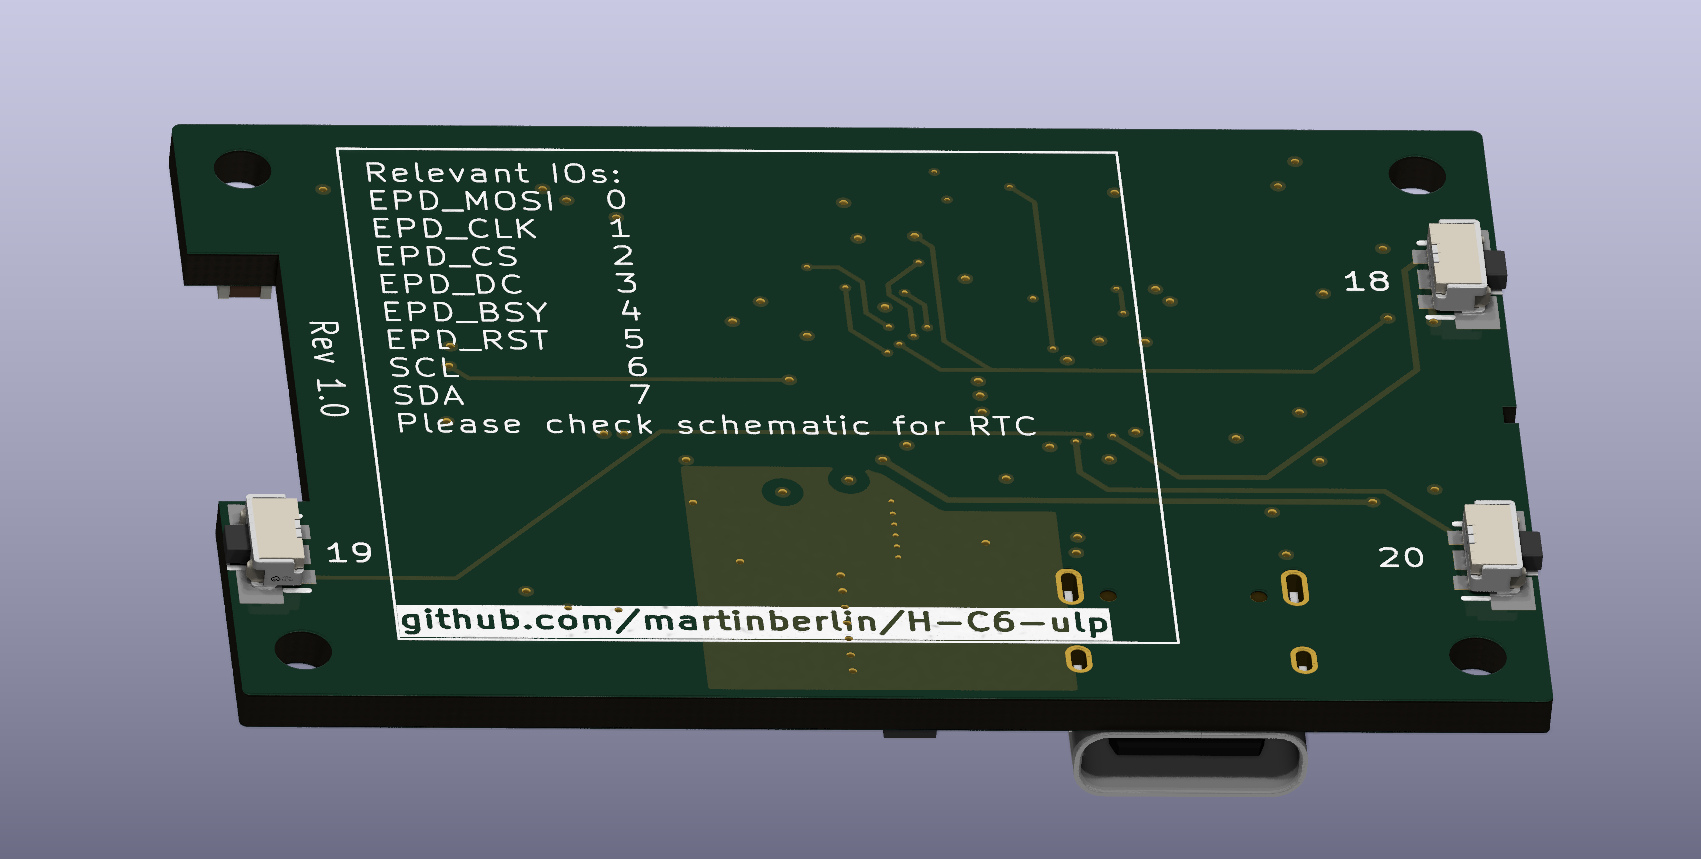 Relevant IOs:
EPD_MOSI 0
EPD_CLK 1
EPD_CS 2
EPD_DC 3
EPD_BSY 4
EPD_RST 5
SCL 6
SDA 7
Please check schematic for RTC
github.com/martinberlin/H-C6-ulp
Rev 1.0
18
19
20